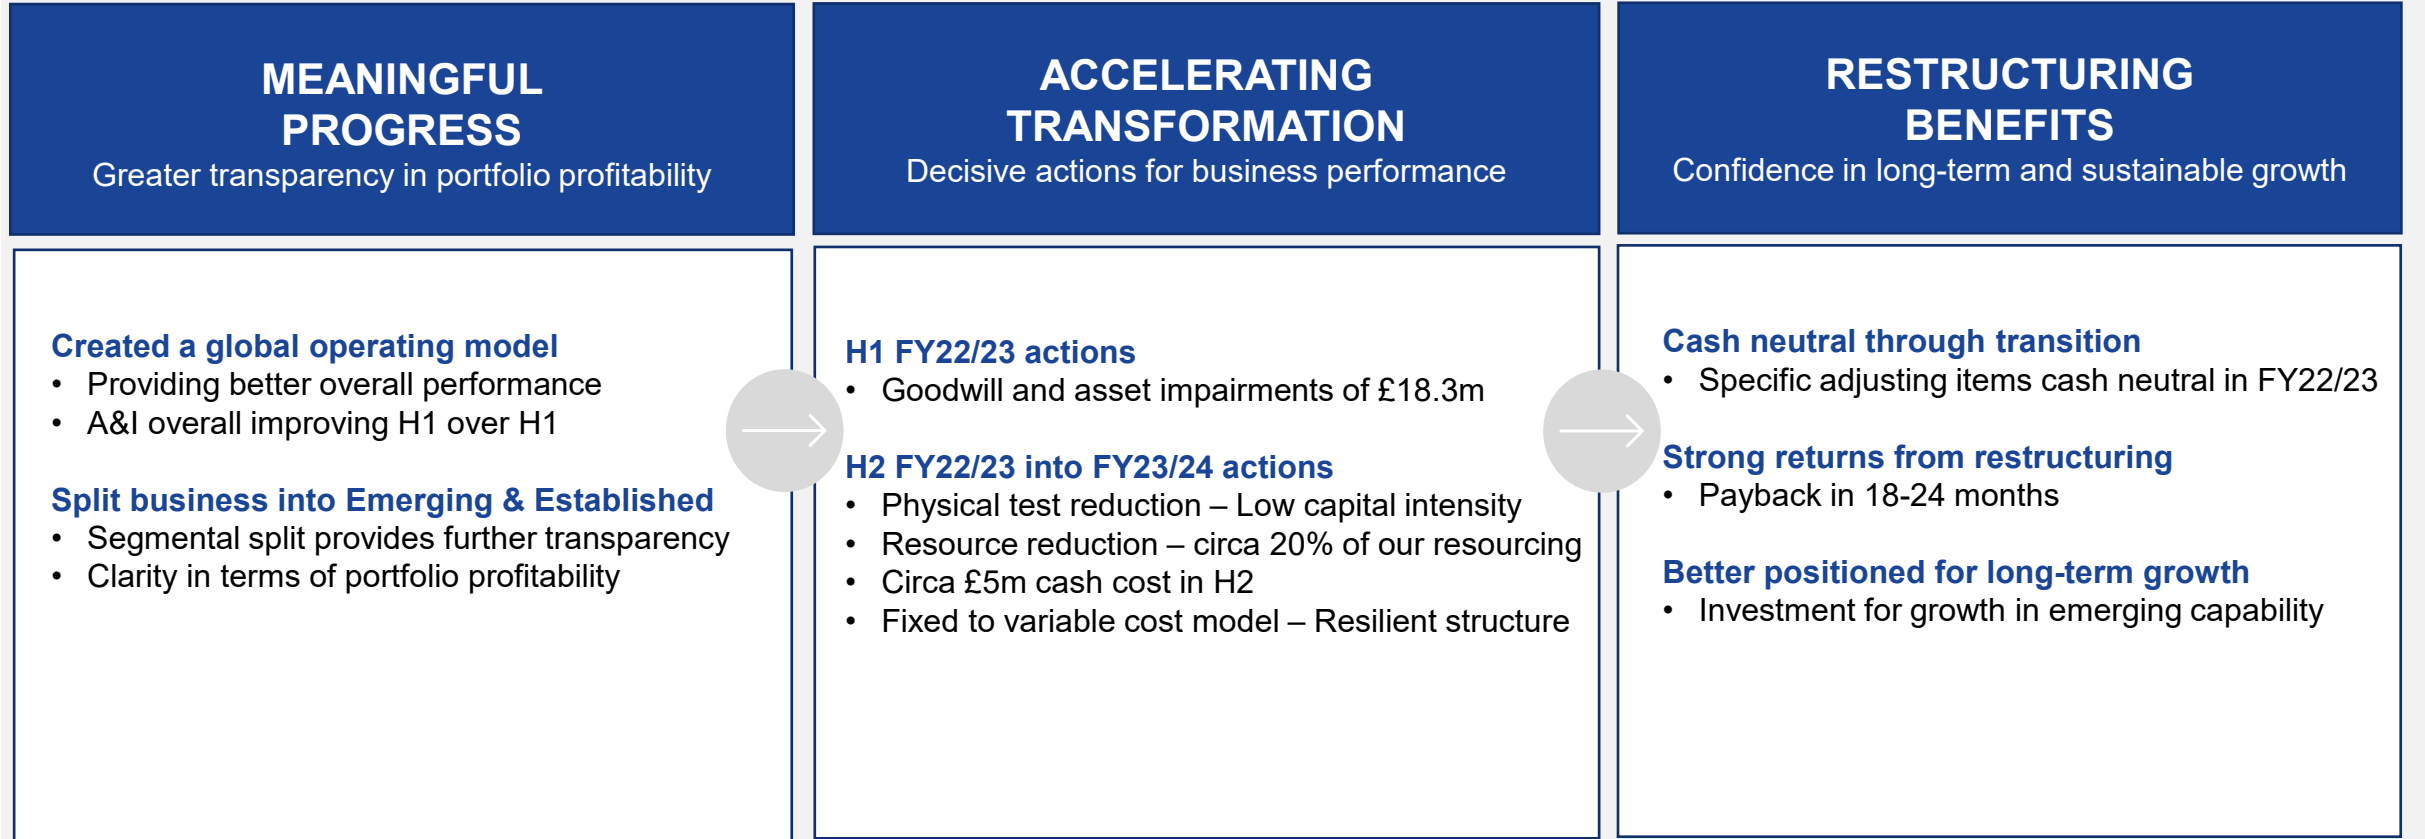 MEANINGFUL
PROGRESS
Greater transparency in portfolio profitability
Created a global operating model
• Providing better overall performance
• A&I overall improving H1 over H1
Split business into Emerging & Established
• Segmental split provides further transparency
• Clarity in terms of portfolio profitability
ACCELERATING
TRANSFORMATION
Decisive actions for business performance
H1 FY22/23 actions
• Goodwill and asset impairments of £18.3m
H2 FY22/23 into FY23/24 actions
• Physical test reduction – Low capital intensity
• Resource reduction – circa 20% of our resourcing
• Circa £5m cash cost in H2
• Fixed to variable cost model – Resilient structure
RESTRUCTURING
BENEFITS
Confidence in long-term and sustainable growth
Cash neutral through transition
• Specific adjusting items cash neutral in FY22/23
Strong returns from restructuring
• Payback in 18-24 months
Better positioned for long-term growth
• Investment for growth in emerging capability